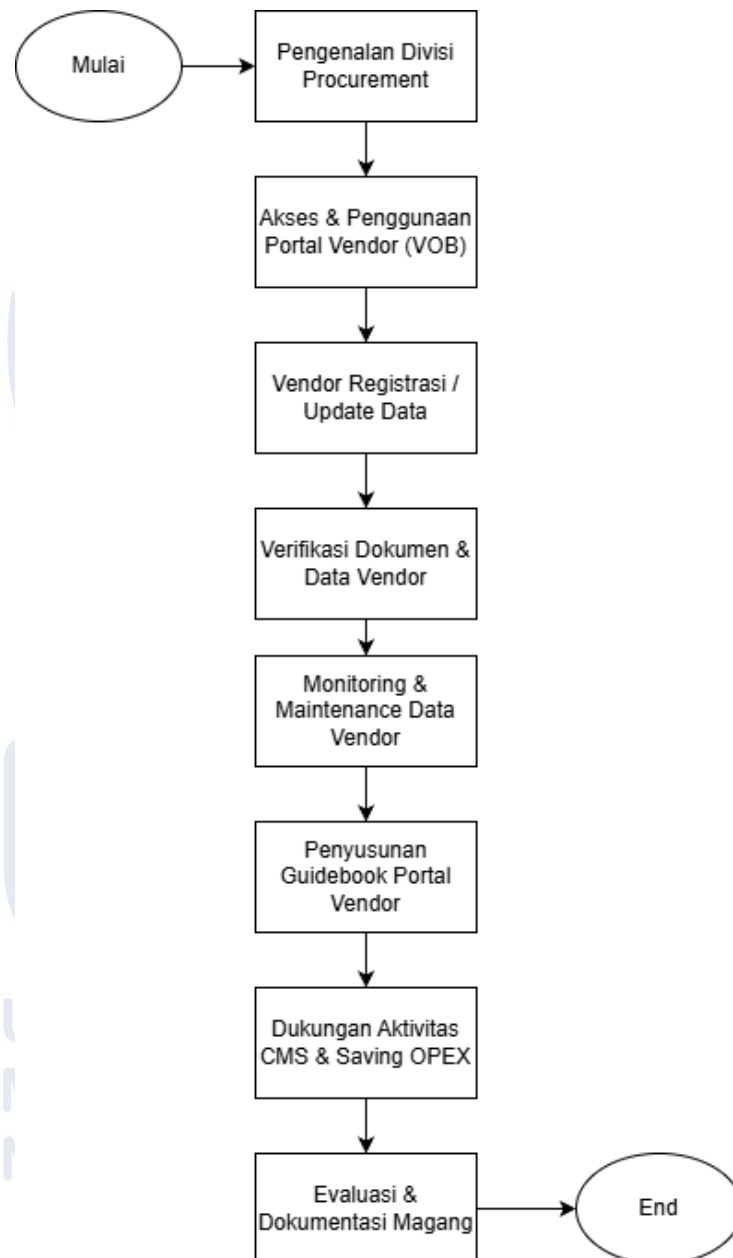 Mulai
Pengenalan Divisi
Procurement
Akses & Penggunaan
Portal Vendor (VOB)
Vendor Registrasi /
Update Data
Verifikasi Dokumen &
Data Vendor
Monitoring &
Maintenance Data
Vendor
Penyusunan
Guidebook Portal
Vendor
Dukungan Aktivitas
CMS & Saving OPEX
Evaluasi &
Dokumentasi Magang
End